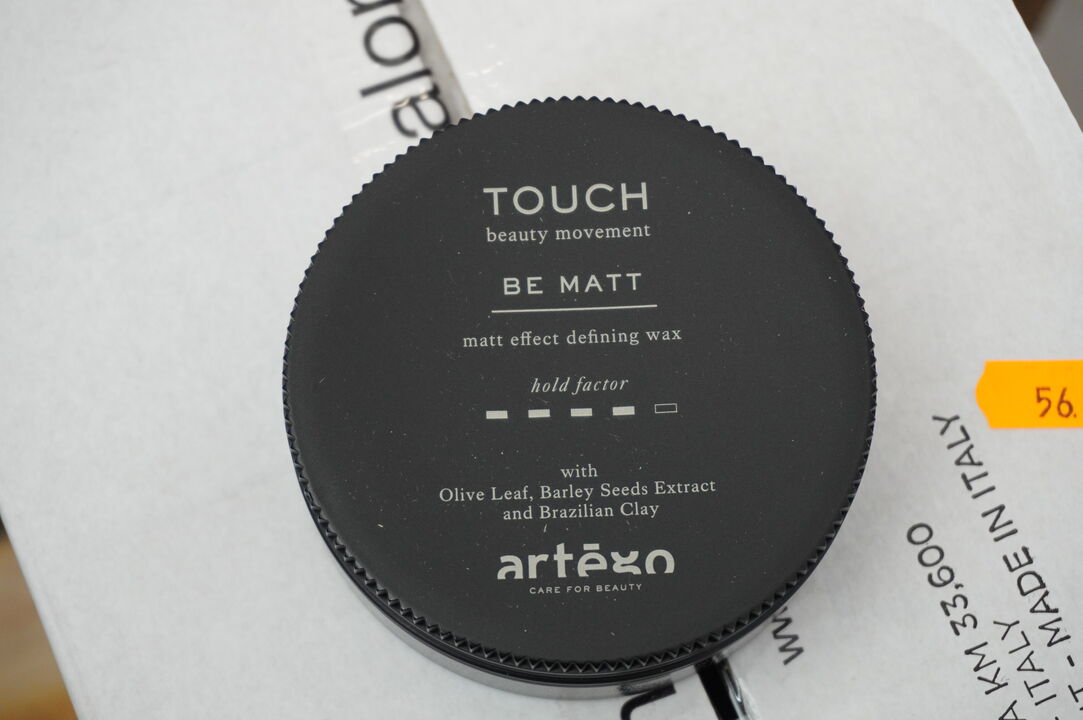 TOUCH
beauty movement
BE MATT
matt effect defining wax
hold factor
with
Olive Leaf, Barley Seeds Extract
and Brazilian Clay
artēgo
CARE FOR BEAUTY
56.
KM 33,600
ITALY
- MADE IN ITALY